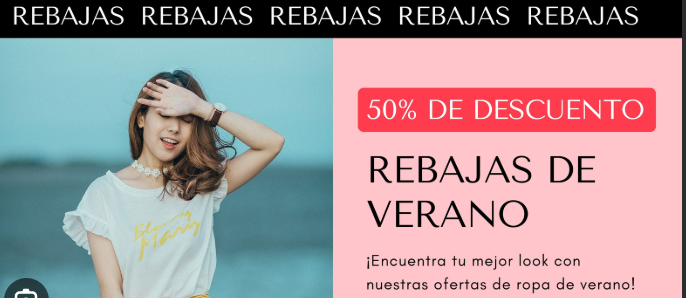 REBAJAS REBAJAS REBAJAS REBAJAS REBAJAS
50% DE DESCUENTO
REBAJAS DE
VERANO
¡Encuentra tu mejor look con
nuestras ofertas de ropa de verano!